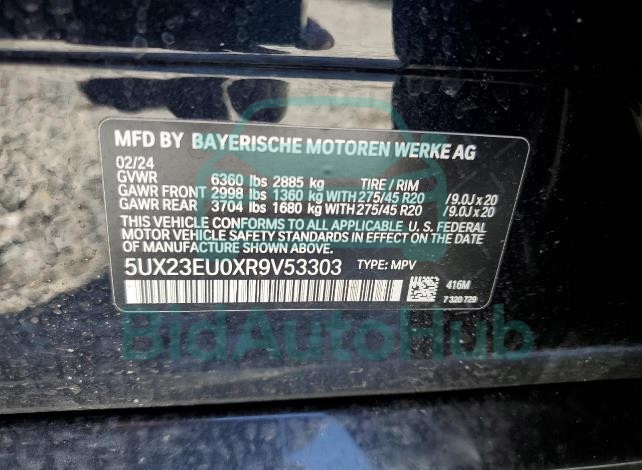 MFD BY BAYERISCHE MOTOREN WERKE AG
02/24
GVWR 6360 lbs 2885 kg TIRE / RIM
GAWR FRONT 2998 lbs 1360 kg WITH 275/45 R20 /9.0J x 20
GAWR REAR 3704 lbs 1680 kg WITH 275/45 R20 /9.0J x 20
THIS VEHICLE CONFORMS TO ALL APPLICABLE U. S. FEDERAL
MOTOR VEHICLE SAFETY STANDARDS IN EFFECT ON THE DATE OF
MANUFACTURE SHOWN ABOVE.
5UX23EU0XR9V53303 TYPE: MPV
416M
7 320 729
BidAutoHub